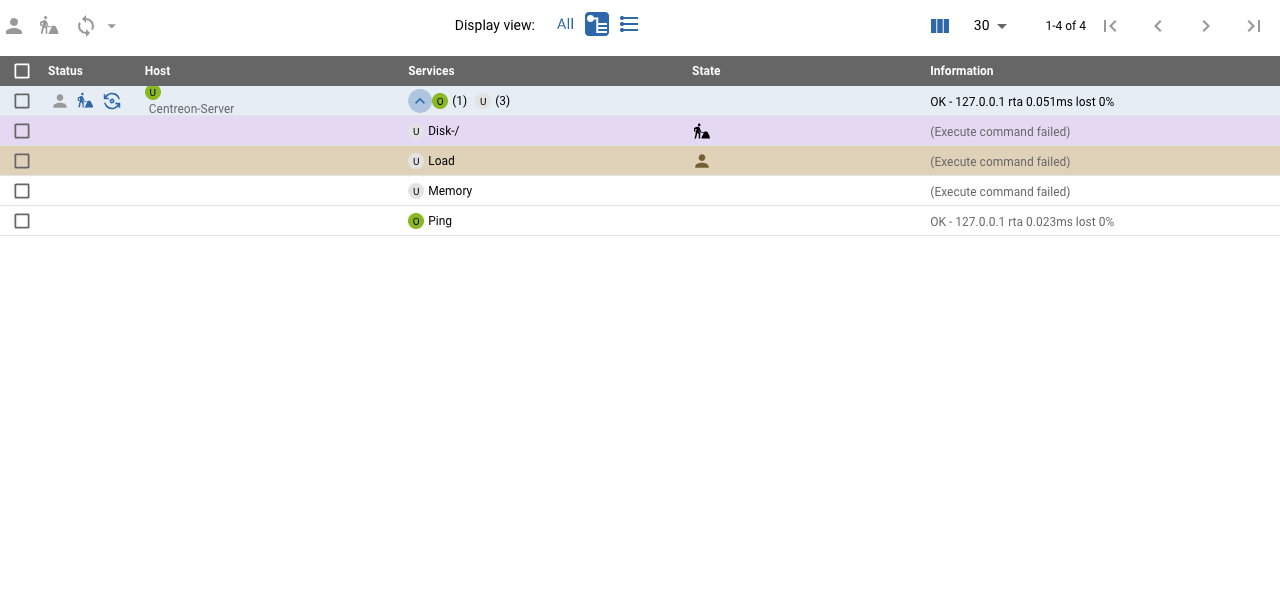 Display view: All 30 1-4 of 4
Status Host Services State Information
U Centreon-Server O (1) U (3) OK - 127.0.0.1 rta 0.051ms lost 0%
U Disk-/ (Execute command failed)
U Load (Execute command failed)
U Memory (Execute command failed)
O Ping OK - 127.0.0.1 rta 0.023ms lost 0%